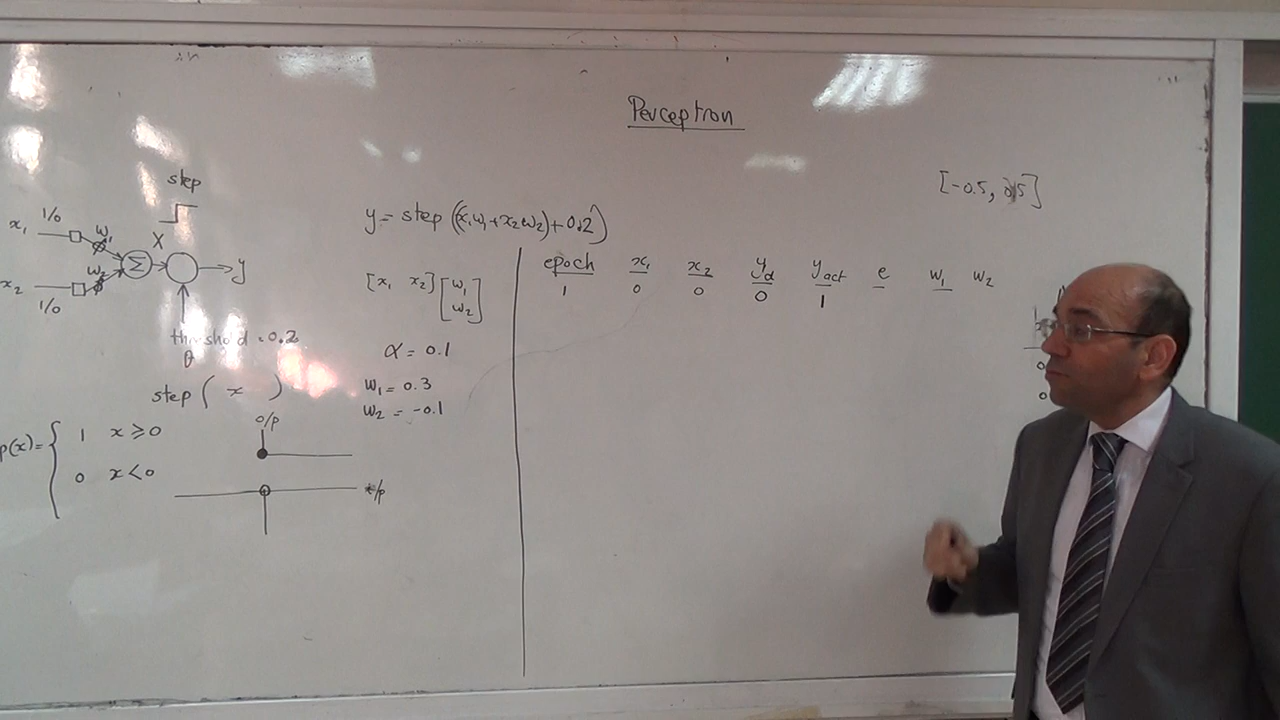 Perceptron
[-0.5, 0.5]
step
x₁ 1/0 w₁
X
Σ
y
x₂ 1/0 w₂
threshold = 0.2
θ
step ( x )
p(x) = { 1 x ≥ 0
0 x < 0
o/p
/p
y = step ((x₁w₁ + x₂w₂) + 0.2)
[x₁ x₂] [w₁ w₂]
α = 0.1
w₁ = 0.3
w₂ = -0.1
epoch x₁ x₂ y_d y_act e w₁ w₂
1 0 0 0 1